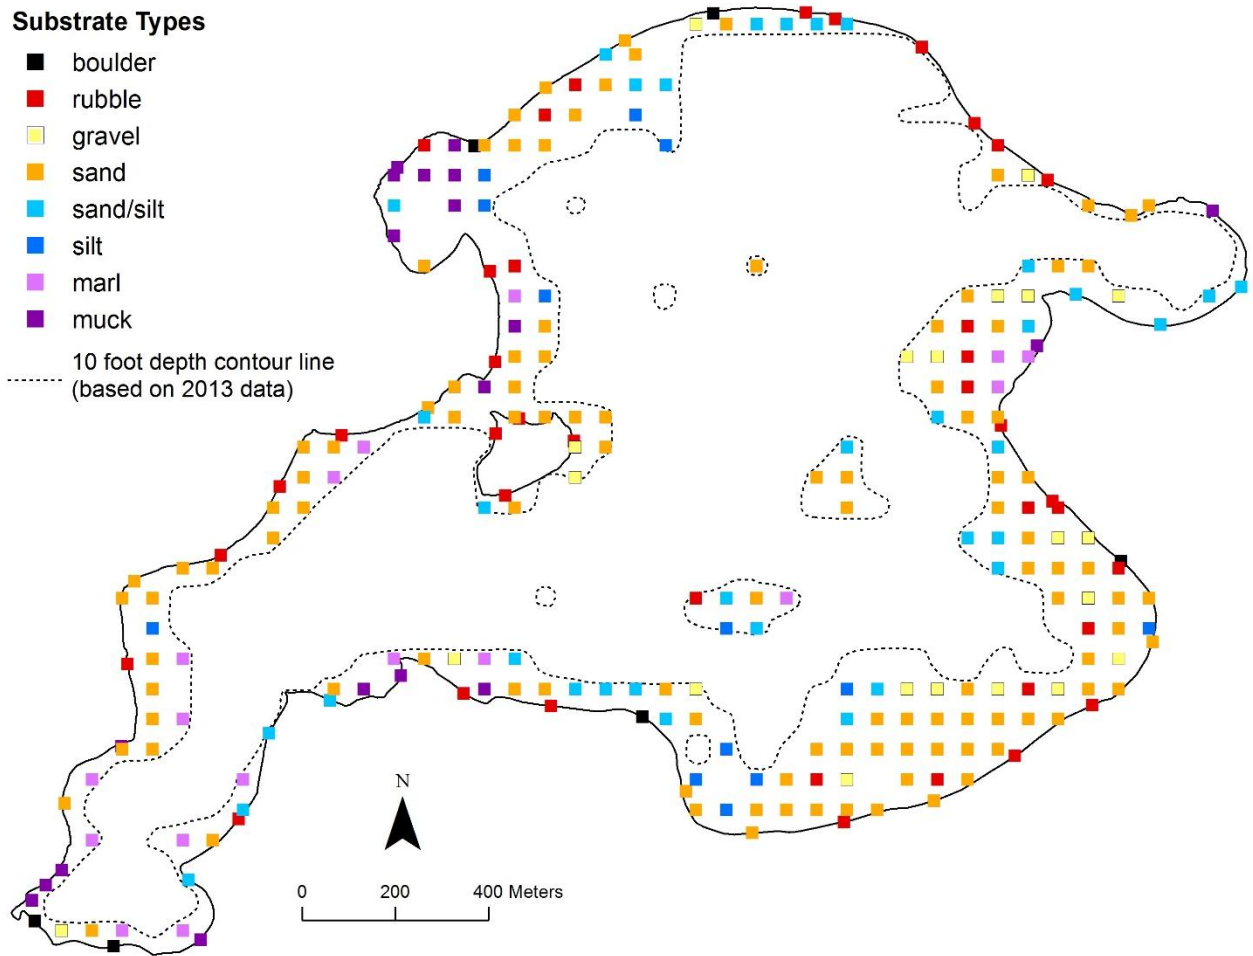 Substrate Types
boulder
rubble
gravel
sand
sand/silt
silt
marl
muck
10 foot depth contour line
(based on 2013 data)
N
0 200 400 Meters